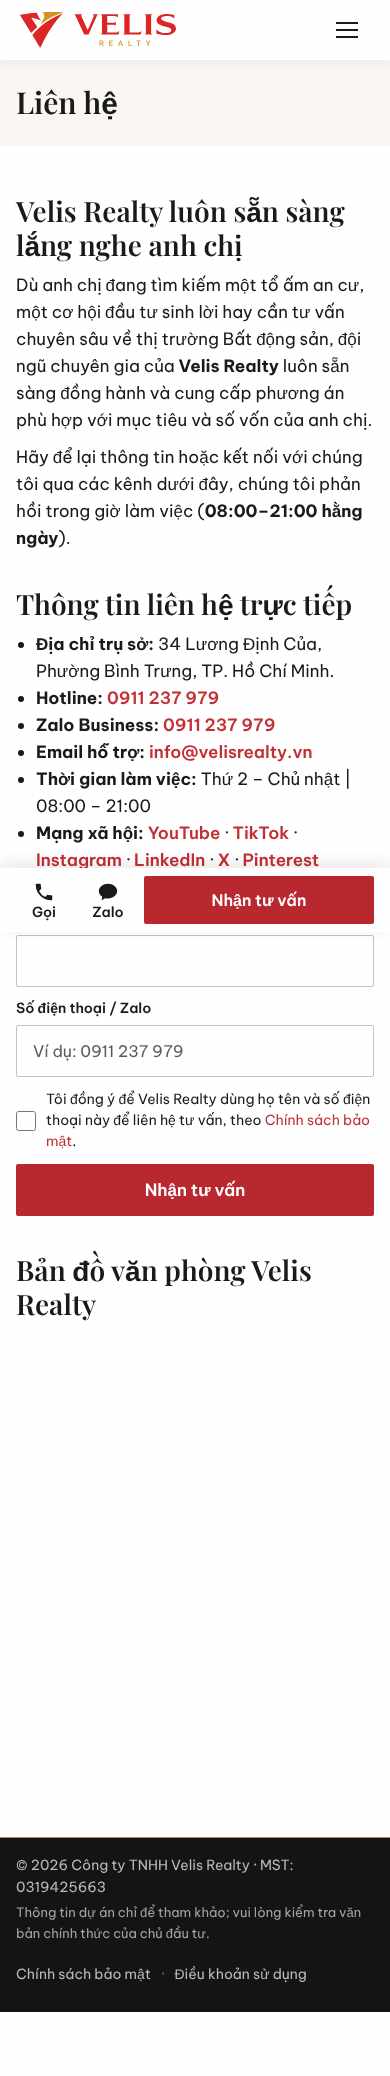 VELIS
REALTY
Liên hệ
Velis Realty luôn sẵn sàng
lắng nghe anh chị
Dù anh chị đang tìm kiếm một tổ ấm an cư,
một cơ hội đầu tư sinh lời hay cần tư vấn
chuyên sâu về thị trường Bất động sản, đội
ngũ chuyên gia của Velis Realty luôn sẵn
sàng đồng hành và cung cấp phương án
phù hợp với mục tiêu và số vốn của anh chị.
Hãy để lại thông tin hoặc kết nối với chúng
tôi qua các kênh dưới đây, chúng tôi phản
hồi trong giờ làm việc (08:00–21:00 hằng
ngày).
Thông tin liên hệ trực tiếp
Địa chỉ trụ sở: 34 Lương Định Của,
Phường Bình Trưng, TP. Hồ Chí Minh.
Hotline: 0911 237 979
Zalo Business: 0911 237 979
Email hỗ trợ: info@velisrealty.vn
Thời gian làm việc: Thứ 2 – Chủ nhật |
08:00 – 21:00
Mạng xã hội: YouTube · TikTok ·
Instagram · LinkedIn · X · Pinterest
Gọi
Zalo
Nhận tư vấn
Số điện thoại / Zalo
Ví dụ: 0911 237 979
Tôi đồng ý để Velis Realty dùng họ tên và số điện
thoại này để liên hệ tư vấn, theo Chính sách bảo
mật.
Nhận tư vấn
Bản đồ văn phòng Velis
Realty
© 2026 Công ty TNHH Velis Realty · MST:
0319425663
Thông tin dự án chỉ để tham khảo; vui lòng kiểm tra văn
bản chính thức của chủ đầu tư.
Chính sách bảo mật · Điều khoản sử dụng